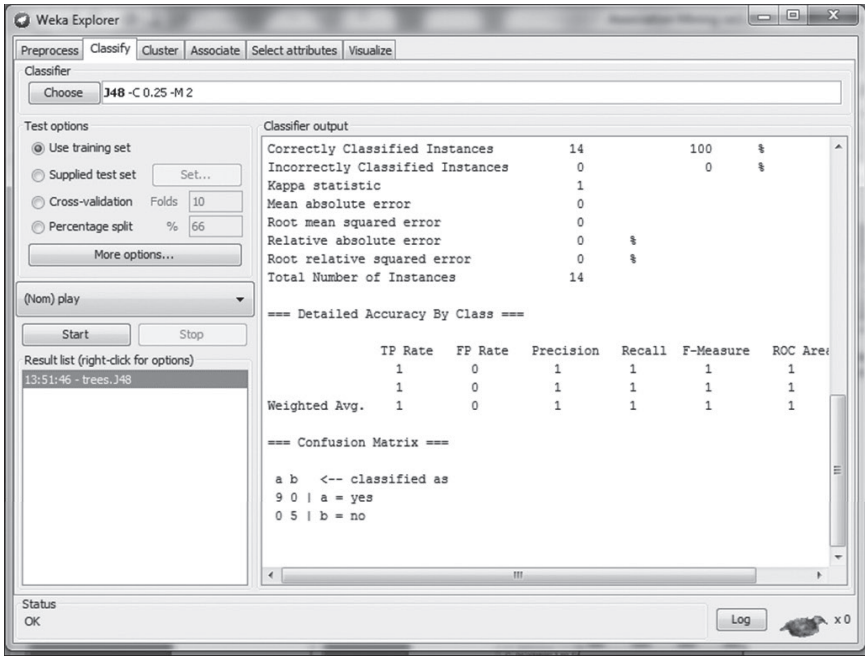 Weka Explorer
Preprocess Classify Cluster Associate Select attributes Visualize
Classifier
Choose J48 -C 0.25 -M 2
Test options
Use training set
Supplied test set Set...
Cross-validation Folds 10
Percentage split % 66
More options...
(Nom) play
Start Stop
Result list (right-click for options)
13:51:46 - trees.J48
Classifier output
Correctly Classified Instances 14 100 %
Incorrectly Classified Instances 0 0 %
Kappa statistic 1
Mean absolute error 0
Root mean squared error 0
Relative absolute error 0 %
Root relative squared error 0 %
Total Number of Instances 14
=== Detailed Accuracy By Class ===
TP Rate FP Rate Precision Recall F-Measure ROC Area
1 0 1 1 1 1
1 0 1 1 1 1
Weighted Avg. 1 0 1 1 1 1
=== Confusion Matrix ===
a b <-- classified as
9 0 | a = yes
0 5 | b = no
Status
OK
Log x 0